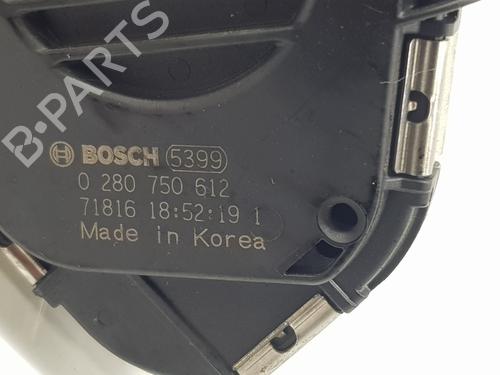 B-PARTS
BOSCH 5399
0 280 750 612
71816 18:52:19 1
Made in Korea